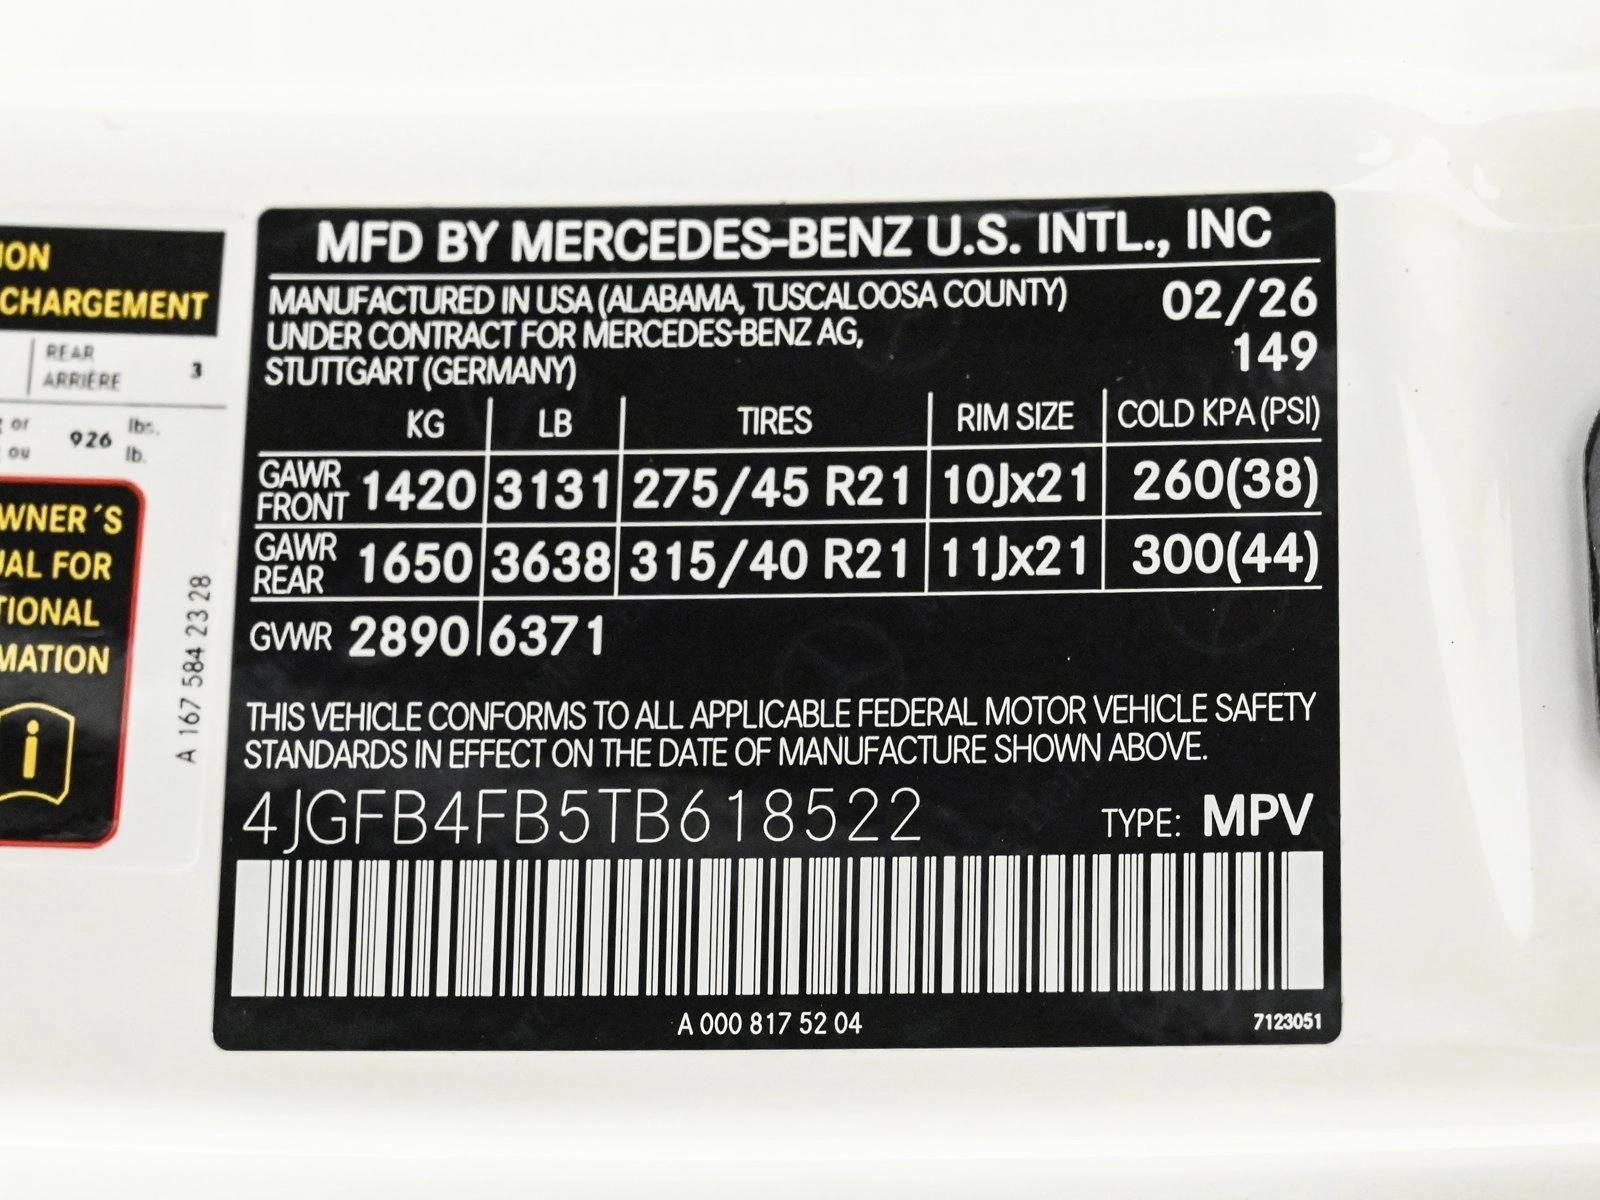 ION
CHARGEMENT
REAR
ARRIÈRE 3
or
ou
926 lbs.
lb.
WNER´S
UAL FOR
TIONAL
MATION
i
A 167 584 23 28
MFD BY MERCEDES-BENZ U.S. INTL., INC
MANUFACTURED IN USA (ALABAMA, TUSCALOOSA COUNTY) 02/26
UNDER CONTRACT FOR MERCEDES-BENZ AG, 149
STUTTGART (GERMANY)
KG LB TIRES RIM SIZE COLD KPA (PSI)
GAWR FRONT 1420 3131 275/45 R21 10Jx21 260(38)
GAWR REAR 1650 3638 315/40 R21 11Jx21 300(44)
GVWR 2890 6371
THIS VEHICLE CONFORMS TO ALL APPLICABLE FEDERAL MOTOR VEHICLE SAFETY
STANDARDS IN EFFECT ON THE DATE OF MANUFACTURE SHOWN ABOVE.
4JGFB4FB5TB618522 TYPE: MPV
A 000 817 52 04 7123051